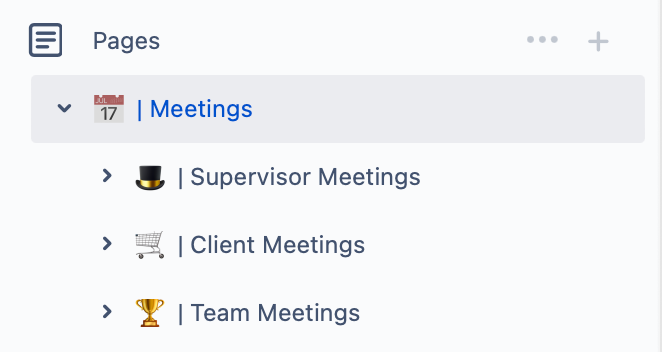 Pages
JUL 17 | Meetings
| Supervisor Meetings
| Client Meetings
| Team Meetings